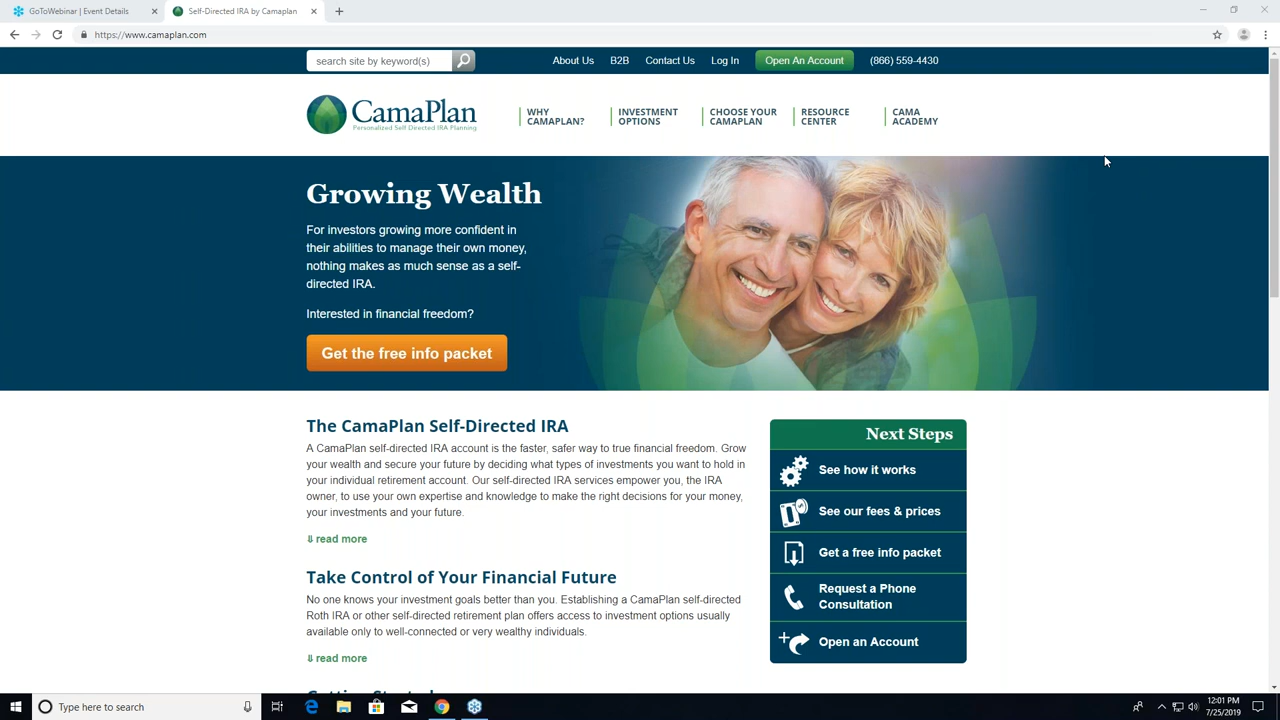 GoToWebinar | Event Details
Self-Directed IRA by Camaplan
https://www.camaplan.com
search site by keyword(s)
About Us
B2B
Contact Us
Log In
Open An Account
(866) 559-4430
CamaPlan
Personalized Self Directed IRA Planning
WHY
CAMAPLAN?
INVESTMENT
OPTIONS
CHOOSE YOUR
CAMAPLAN
RESOURCE
CENTER
CAMA
ACADEMY
Growing Wealth
For investors growing more confident in
their abilities to manage their own money,
nothing makes as much sense as a self-
directed IRA.
Interested in financial freedom?
Get the free info packet
The CamaPlan Self-Directed IRA
A CamaPlan self-directed IRA account is the faster, safer way to true financial freedom. Grow
your wealth and secure your future by deciding what types of investments you want to hold in
your individual retirement account. Our self-directed IRA services empower you, the IRA
owner, to use your own expertise and knowledge to make the right decisions for your money,
your investments and your future.
⇓ read more
Take Control of Your Financial Future
No one knows your investment goals better than you. Establishing a CamaPlan self-directed
Roth IRA or other self-directed retirement plan offers access to investment options usually
available only to well-connected or very wealthy individuals.
⇓ read more
Getting Started
Next Steps
See how it works
See our fees & prices
Get a free info packet
Request a Phone
Consultation
Open an Account
Type here to search
12:01 PM
7/25/2019